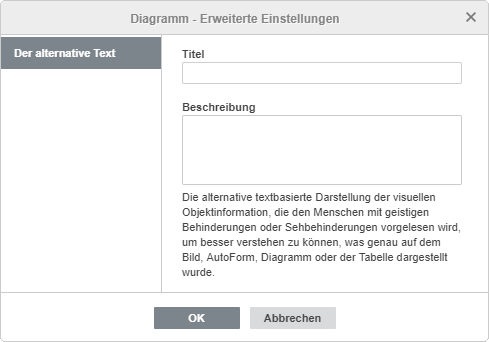 Diagramm - Erweiterte Einstellungen
Der alternative Text
Titel
Beschreibung
Die alternative textbasierte Darstellung der visuellen
Objektinformation, die den Menschen mit geistigen
Behinderungen oder Sehbehinderungen vorgelesen wird,
um besser verstehen zu können, was genau auf dem
Bild, AutoForm, Diagramm oder der Tabelle dargestellt
wurde.
OK
Abbrechen